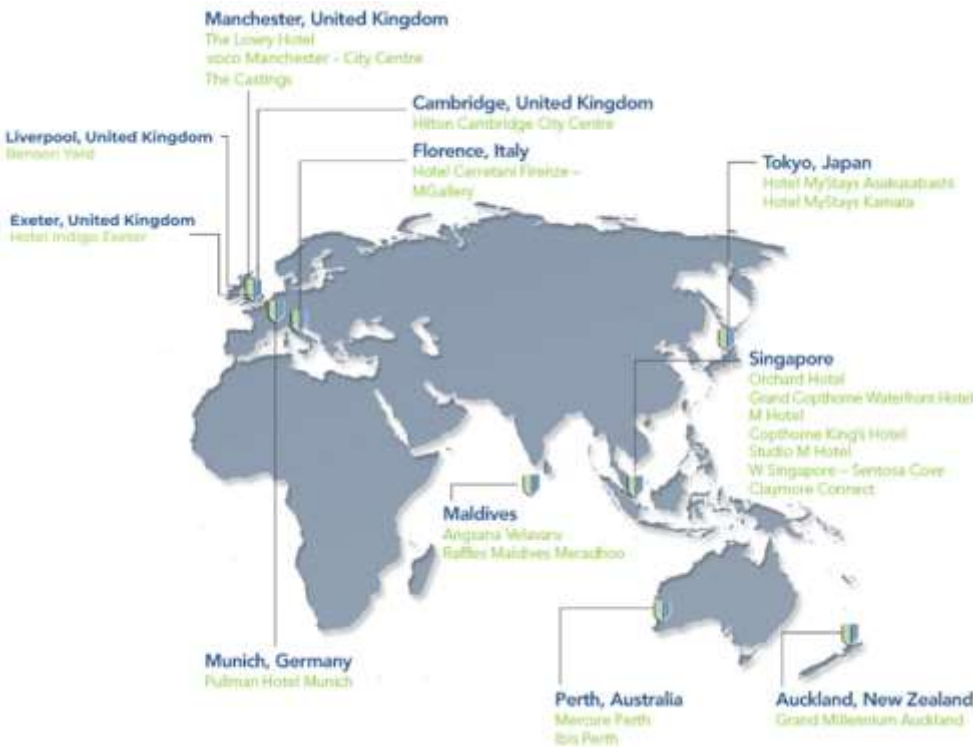 Manchester, United Kingdom
The Lowry Hotel
voco Manchester - City Centre
The Castings
Cambridge, United Kingdom
Hilton Cambridge City Centre
Liverpool, United Kingdom
Benson Yard
Florence, Italy
Hotel Cerretani Firenze -
MGallery
Tokyo, Japan
Hotel MyStays Asakusabashi
Hotel MyStays Kamata
Exeter, United Kingdom
Hotel Indigo Exeter
Singapore
Orchard Hotel
Grand Copthorne Waterfront Hotel
M Hotel
Copthorne King's Hotel
Studio M Hotel
W Singapore – Sentosa Cove
Claymore Connect
Maldives
Angsana Velavaru
Raffles Maldives Meradhoo
Munich, Germany
Pullman Hotel Munich
Perth, Australia
Mercure Perth
Ibis Perth
Auckland, New Zealand
Grand Millennium Auckland